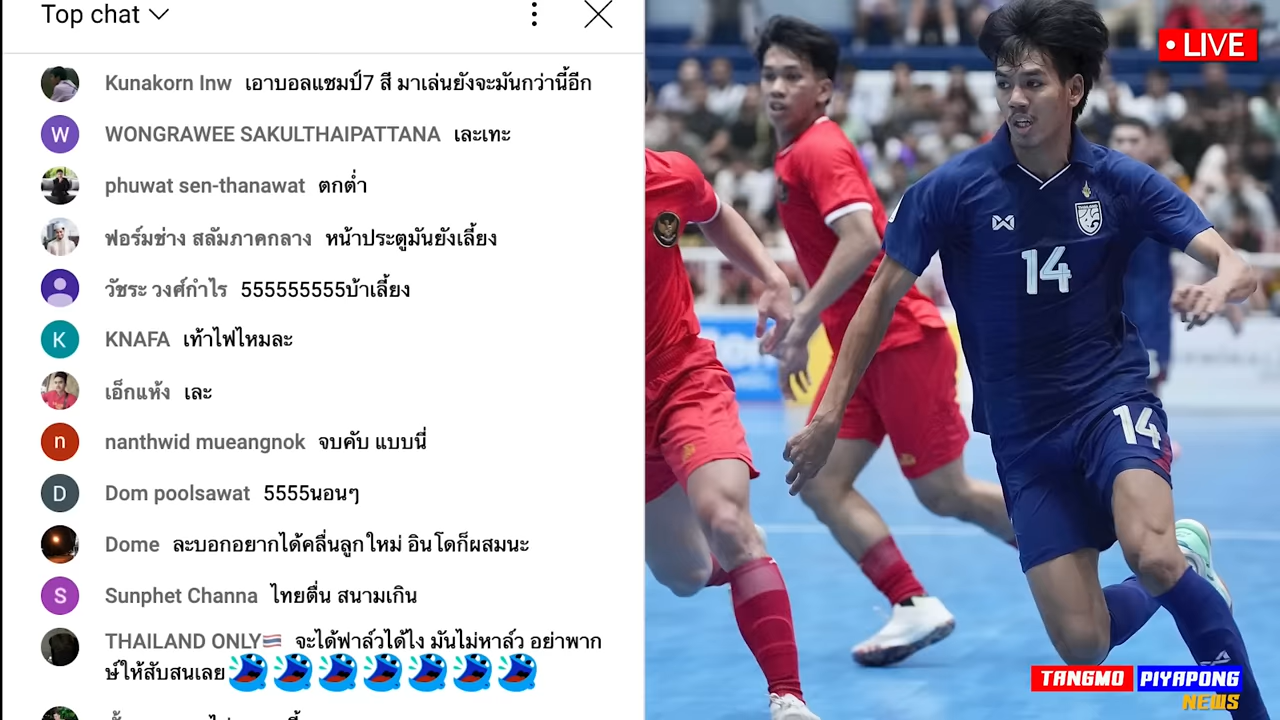 Top chat
Kunakorn Inw เอาบอลแชมป์7 สี มาเล่นยังจะมันกว่านี้อีก
WONGRAWEE SAKULTHAIPATTANA เละเทะ
phuwat sen-thanawat ตกต่ำ
ฟอร์มช่าง สลัมภาคกลาง หน้าประตูมันยังเลี้ยง
วัชระ วงศ์กำไร 555555555บ้าเลี้ยง
KNAFA เท้าไฟไหมละ
เอ็กแห้ง เละ
nanthwid mueangnok จบคับ แบบนี่
Dom poolsawat 5555นอนๆ
Dome ละบอกอยากได้คลื่นลูกใหม่ อินโดก็ผสมนะ
Sunphet Channa ไทยตื่น สนามเกิน
THAILAND ONLY🇹🇭 จะได้ฟาล์วได้ไง มันไม่หาล์ว อย่าพาก
ษ์ให้สับสนเลย
W
K
n
D
S
• LIVE
14
14
TANGMO PIYAPONG
NEWS